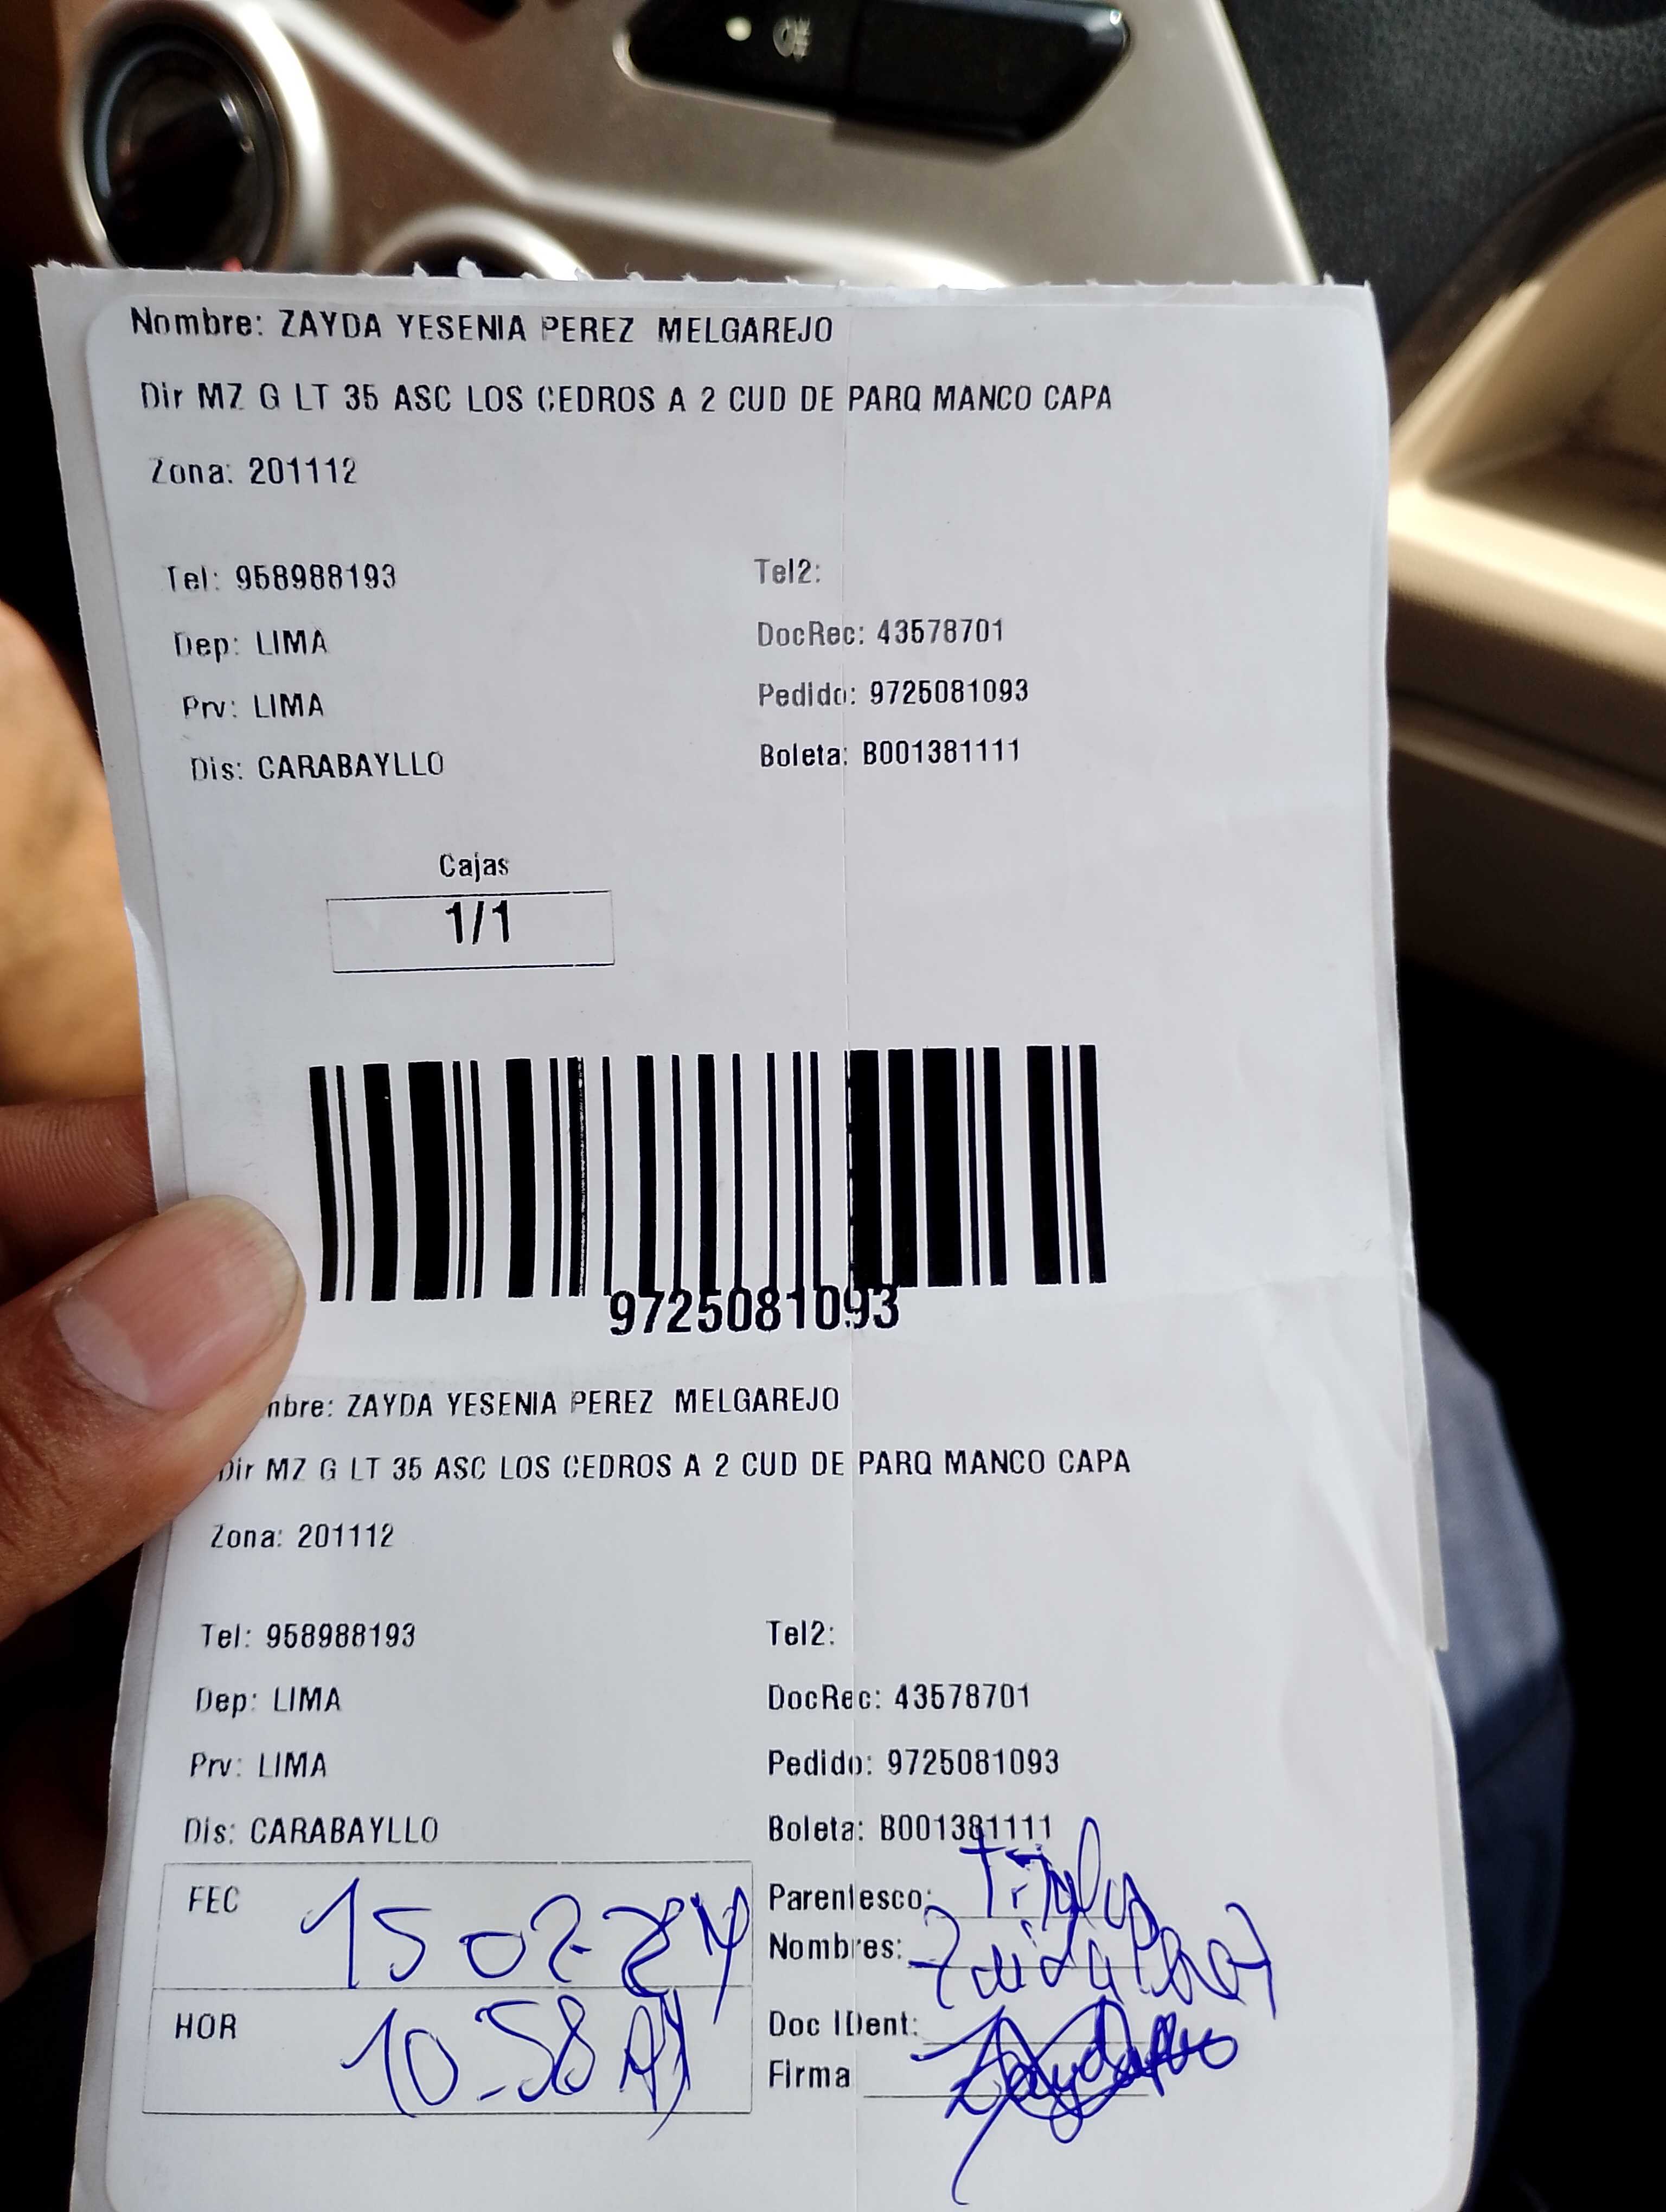 Nombre: ZAYDA YESENIA PEREZ MELGAREJO
Dir MZ G LT 35 ASC LOS CEDROS A 2 CUD DE PARQ MANCO CAPA
Zona: 201112
Tel: 958988193 Tel2:
Dep: LIMA DocRec: 43578701
Prv: LIMA Pedido: 9725081093
Dis: CARABAYLLO Boleta: B001381111
Cajas
1/1
9725081093
mbre: ZAYDA YESENIA PEREZ MELGAREJO
Dir MZ G LT 35 ASC LOS CEDROS A 2 CUD DE PARQ MANCO CAPA
Zona: 201112
Tel: 958988193 Tel2:
Dep: LIMA DocRec: 43578701
Prv: LIMA Pedido: 9725081093
Dis: CARABAYLLO Boleta: B001381111
FEC 15 02-24 Parentesco:
Nombres: Zaida Perez
HOR 10-58 Doc IDent:
Firma